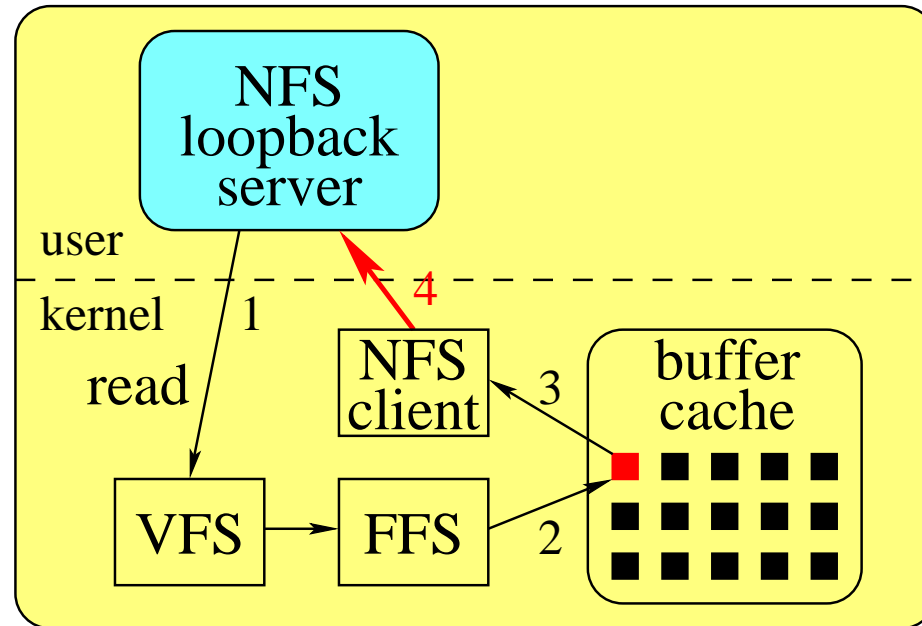 NFS
loopback
server
user
kernel
1
4
read
NFS
client
3
buffer
cache
VFS
FFS
2